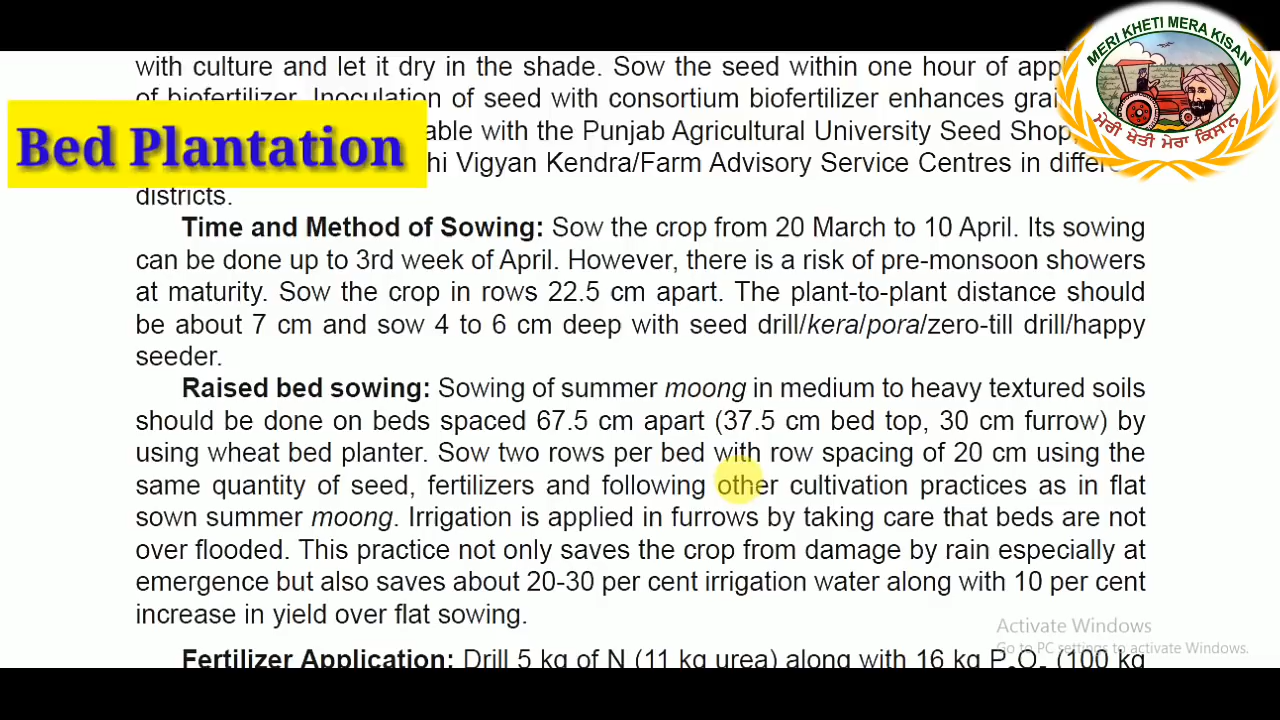 MERI KHETI MERA KISAN
ਮੇਰੀ ਖੇਤੀ ਮੇਰਾ ਕਿਸਾਨ
Bed Plantation
with culture and let it dry in the shade. Sow the seed within one hour of
of biofertilizer. Inoculation of seed with consortium biofertilizer enhances
with the Punjab Agricultural University Seed
Vigyan Kendra/Farm Advisory Service Centres in
districts.
Time and Method of Sowing: Sow the crop from 20 March to 10 April. Its sowing
can be done up to 3rd week of April. However, there is a risk of pre-monsoon showers
at maturity. Sow the crop in rows 22.5 cm apart. The plant-to-plant distance should
be about 7 cm and sow 4 to 6 cm deep with seed drill/kera/pora/zero-till drill/happy
seeder.
Raised bed sowing: Sowing of summer moong in medium to heavy textured soils
should be done on beds spaced 67.5 cm apart (37.5 cm bed top, 30 cm furrow) by
using wheat bed planter. Sow two rows per bed with row spacing of 20 cm using the
same quantity of seed, fertilizers and following other cultivation practices as in flat
sown summer moong. Irrigation is applied in furrows by taking care that beds are not
over flooded. This practice not only saves the crop from damage by rain especially at
emergence but also saves about 20-30 per cent irrigation water along with 10 per cent
increase in yield over flat sowing.
Fertilizer Application: Drill 5 kg of N (11 kg urea) along with 16 kg P₂O₅ (100 kg
Activate Windows
Go to PC settings to activate Windows.